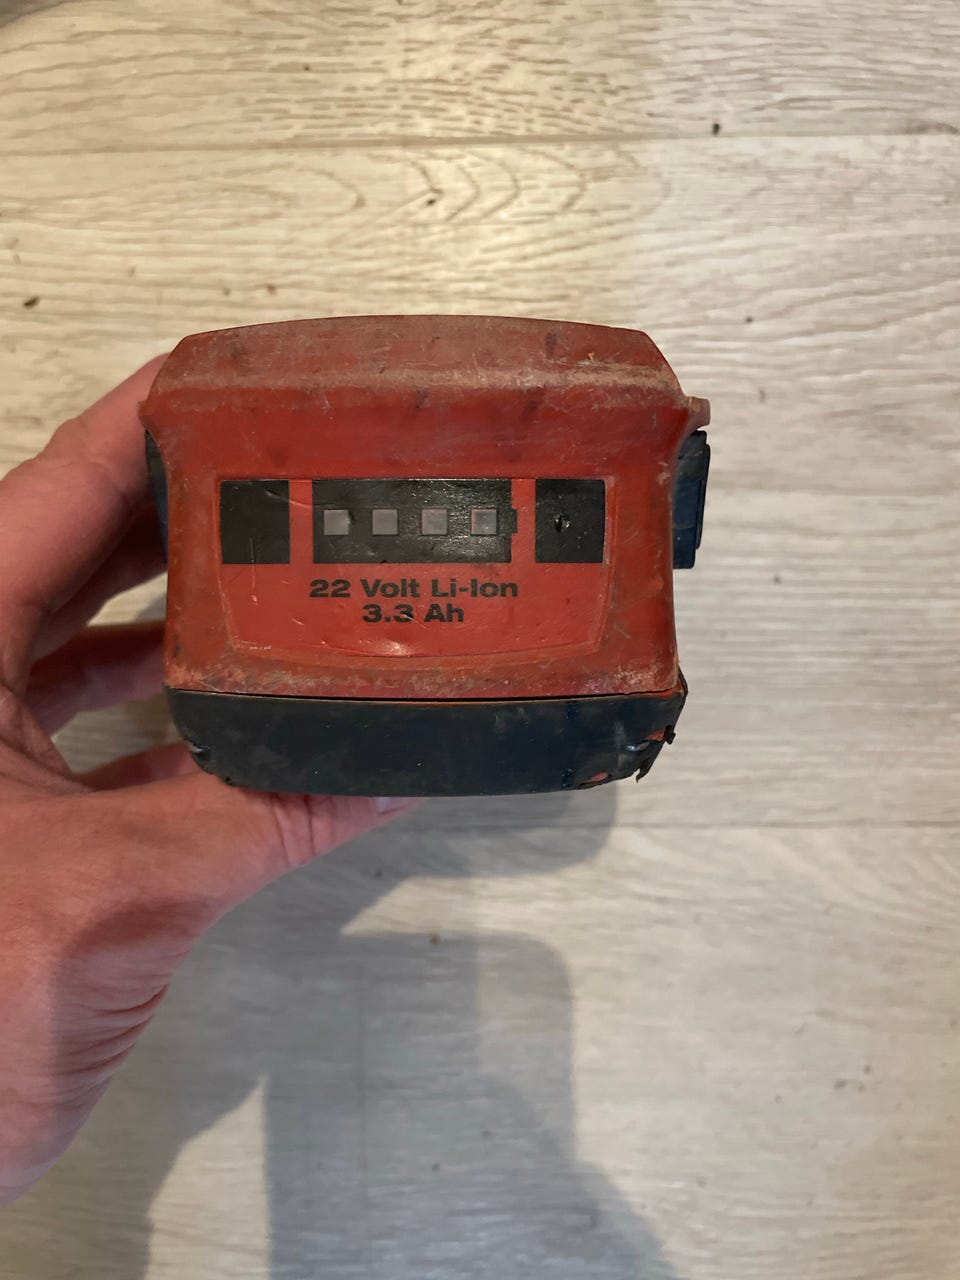 22 Volt Li-Ion
3.3 Ah